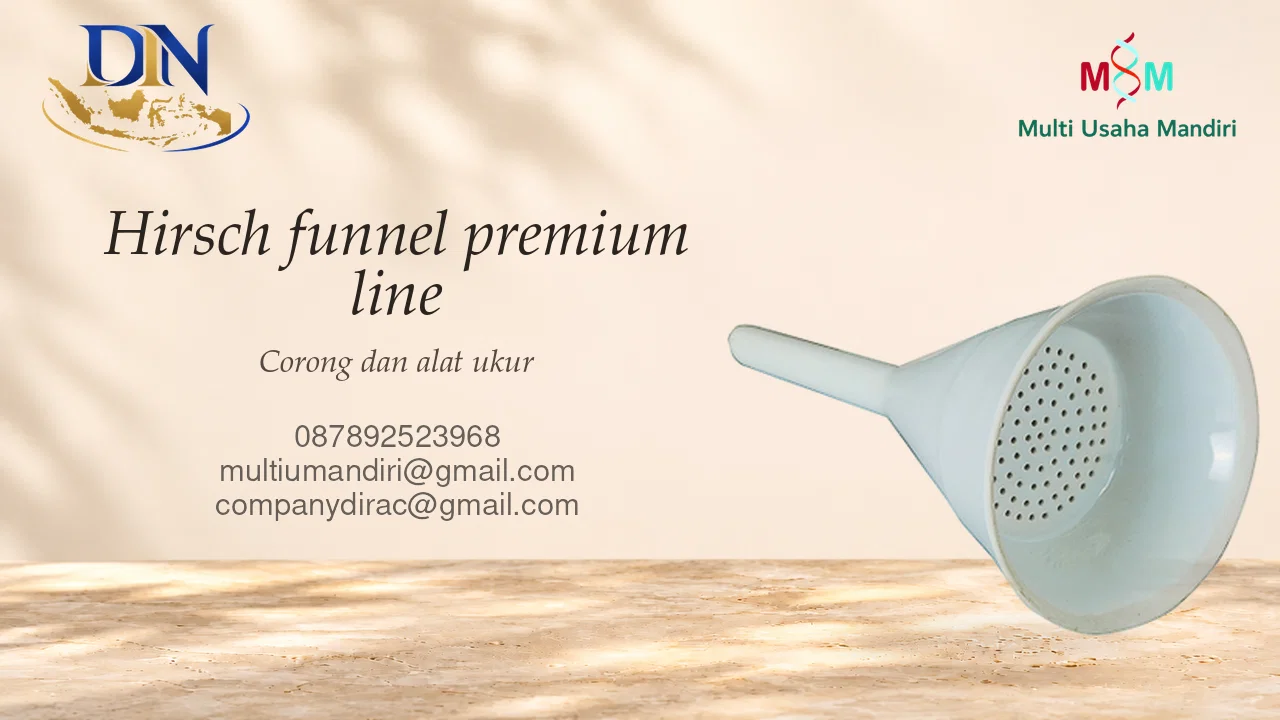 DN
M M
Multi Usaha Mandiri
Hirsch funnel premium
line
Corong dan alat ukur
087892523968
multiumandiri@gmail.com
companydirac@gmail.com